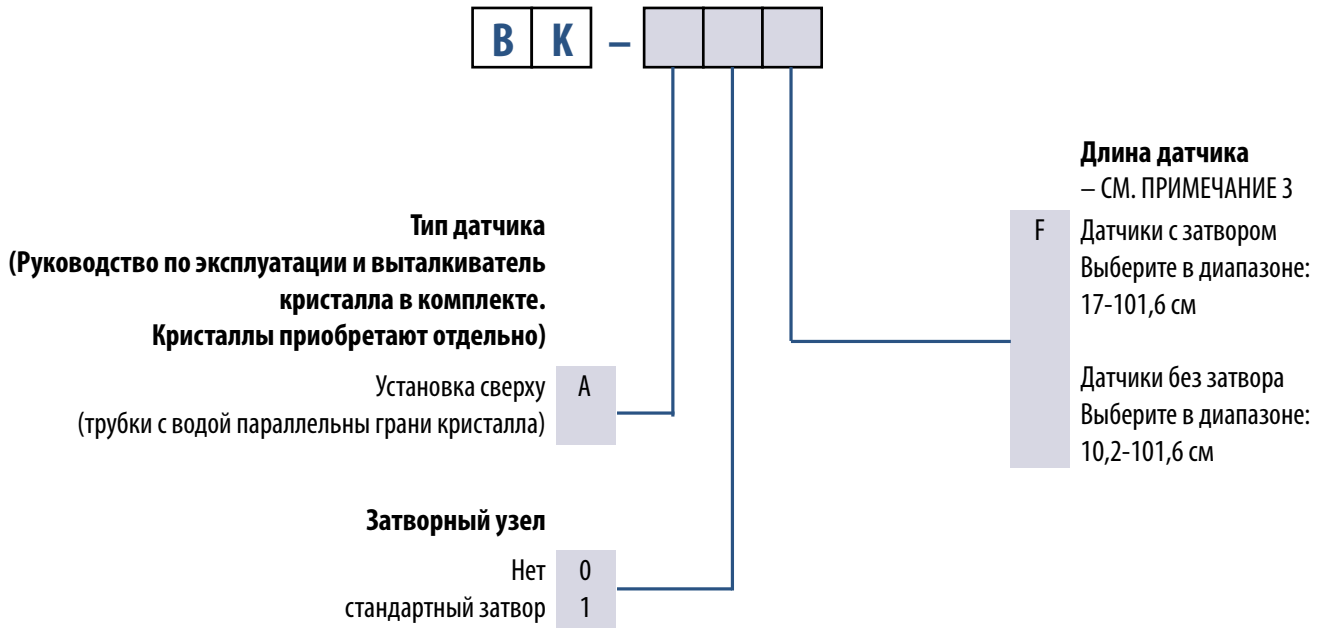 BK –
Тип датчика
(Руководство по эксплуатации и выталкиватель
кристалла в комплекте.
Кристаллы приобретают отдельно)
Установка сверху A
(трубки с водой параллельны грани кристалла)
Затворный узел
Нет 0
стандартный затвор 1
Длина датчика
– СМ. ПРИМЕЧАНИЕ 3
F Датчики с затвором
Выберите в диапазоне:
17-101,6 см
Датчики без затвора
Выберите в диапазоне:
10,2-101,6 см